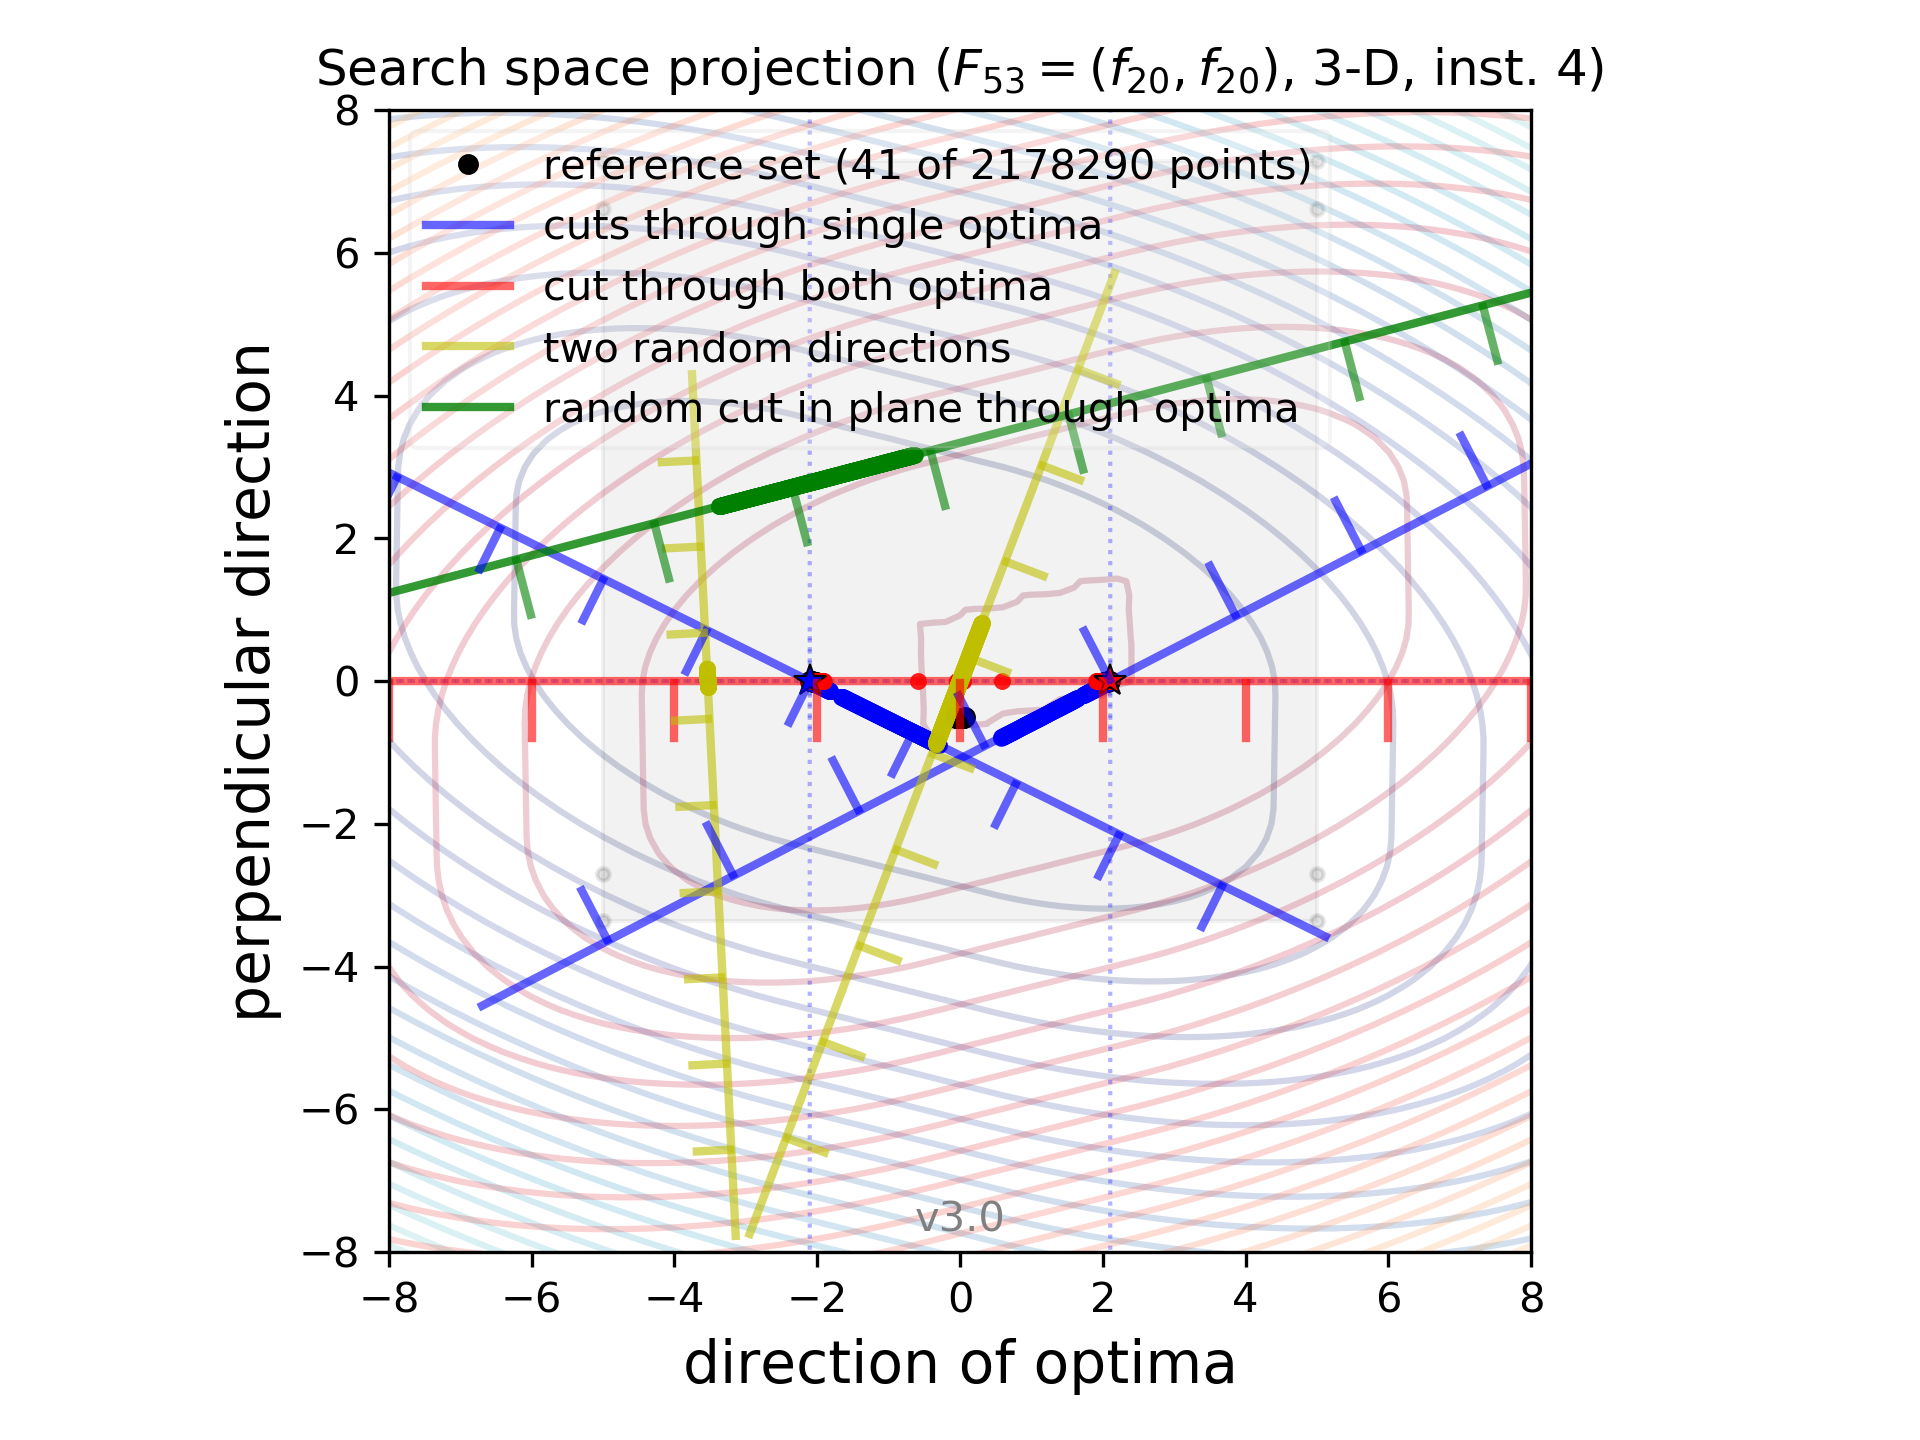 Search space projection (F₅₃ = (f₂₀, f₂₀), 3-D, inst. 4)
reference set (41 of 2178290 points)
cuts through single optima
cut through both optima
two random directions
random cut in plane through optima
perpendicular direction
8
6
4
2
0
−2
−4
−6
−8
v3.0
−8 −6 −4 −2 0 2 4 6 8
direction of optima